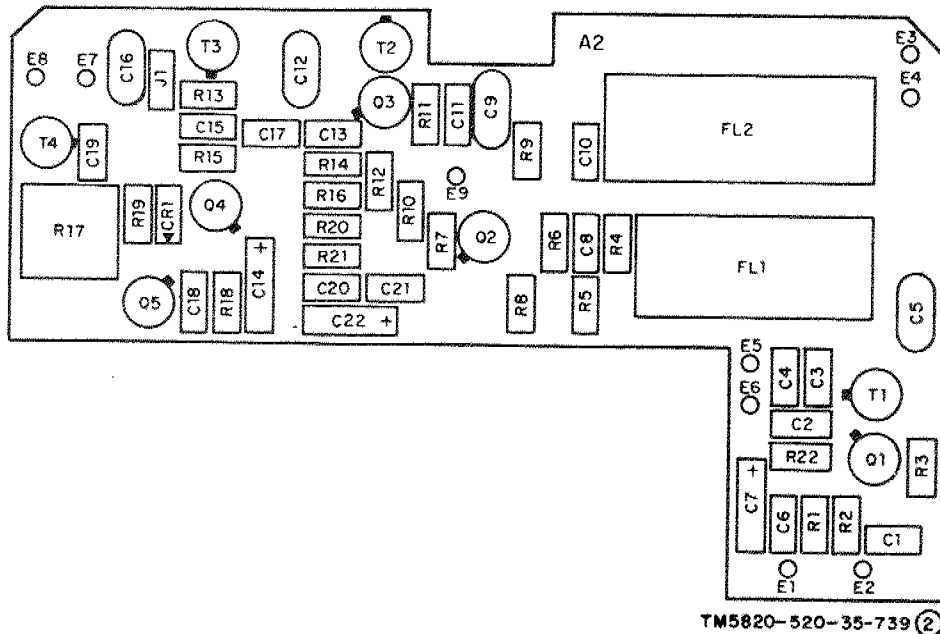 A2
E3
E4
E8
E7
C16
J1
T3
R13
C15
R15
C12
T2
Q3
R11
C11
C9
C17
C13
R14
R16
R20
R21
C20
C21
C22 +
R12
R10
E9
R9
C10
FL2
T4
C19
R17
R19
CR1
Q4
Q5
C18
R18
C14 +
R7
Q2
R8
R6
C8
R4
R5
FL1
C5
E5
E6
C4
C3
T1
C2
R22
Q1
R3
C7 +
C6
R1
R2
C1
E1
E2
TM5820-520-35-739 2